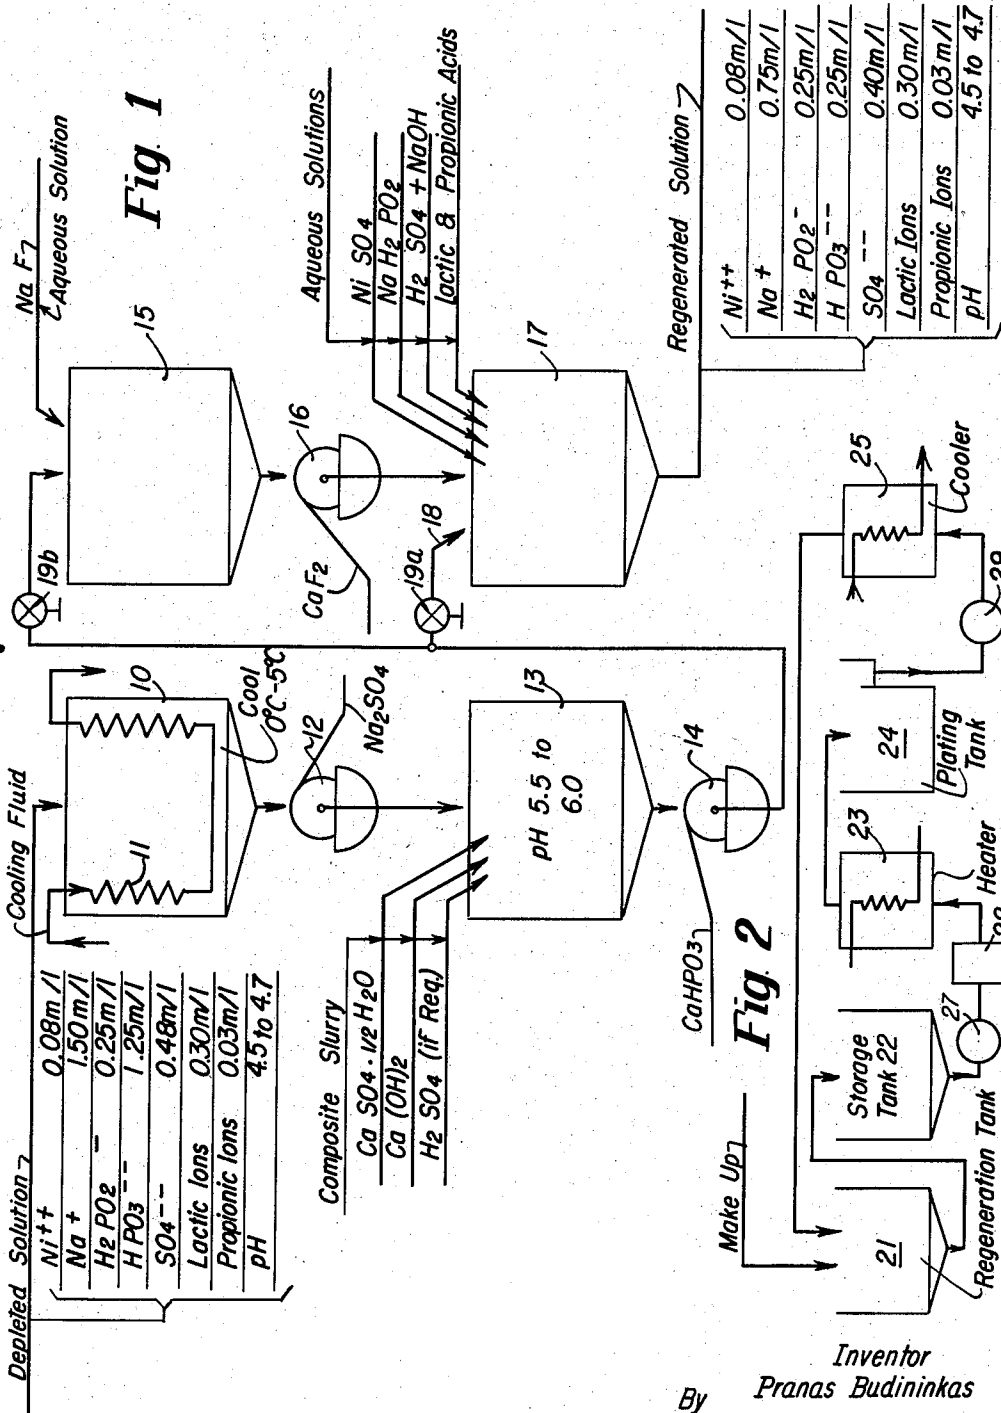 Fig. 1
Depleted Solution
Ni++ 0.08m/l
Na+ 1.50m/l
H2PO2- 0.25m/l
HPO3-- 1.25m/l
SO4-- 0.48m/l
Lactic Ions 0.30m/l
Propionic Ions 0.03m/l
pH 4.5 to 4.7
Cooling Fluid
11
10
Cool
0°C-5°C
12
Na2SO4
Composite Slurry
Ca SO4 · 1/2 H2O
Ca (OH)2
H2 SO4 (if Req.)
13
pH 5.5 to
6.0
14
CaHPO3
19b
19a
18
Na F
Aqueous Solution
15
16
CaF2
Aqueous Solutions
Ni SO4
Na H2 PO2
H2 SO4 + NaOH
Lactic & Propionic Acids
17
Regenerated Solution
Ni++ 0.08m/l
Na+ 0.75m/l
H2 PO2- 0.25m/l
H PO3-- 0.25m/l
SO4-- 0.40m/l
Lactic Ions 0.30m/l
Propionic Ions 0.03m/l
pH 4.5 to 4.7
Fig. 2
Make Up
21
Regeneration Tank
Storage
Tank 22
27
23
Heater
24
Plating
Tank
29
25
Cooler
Inventor
By Pranas Budininkas